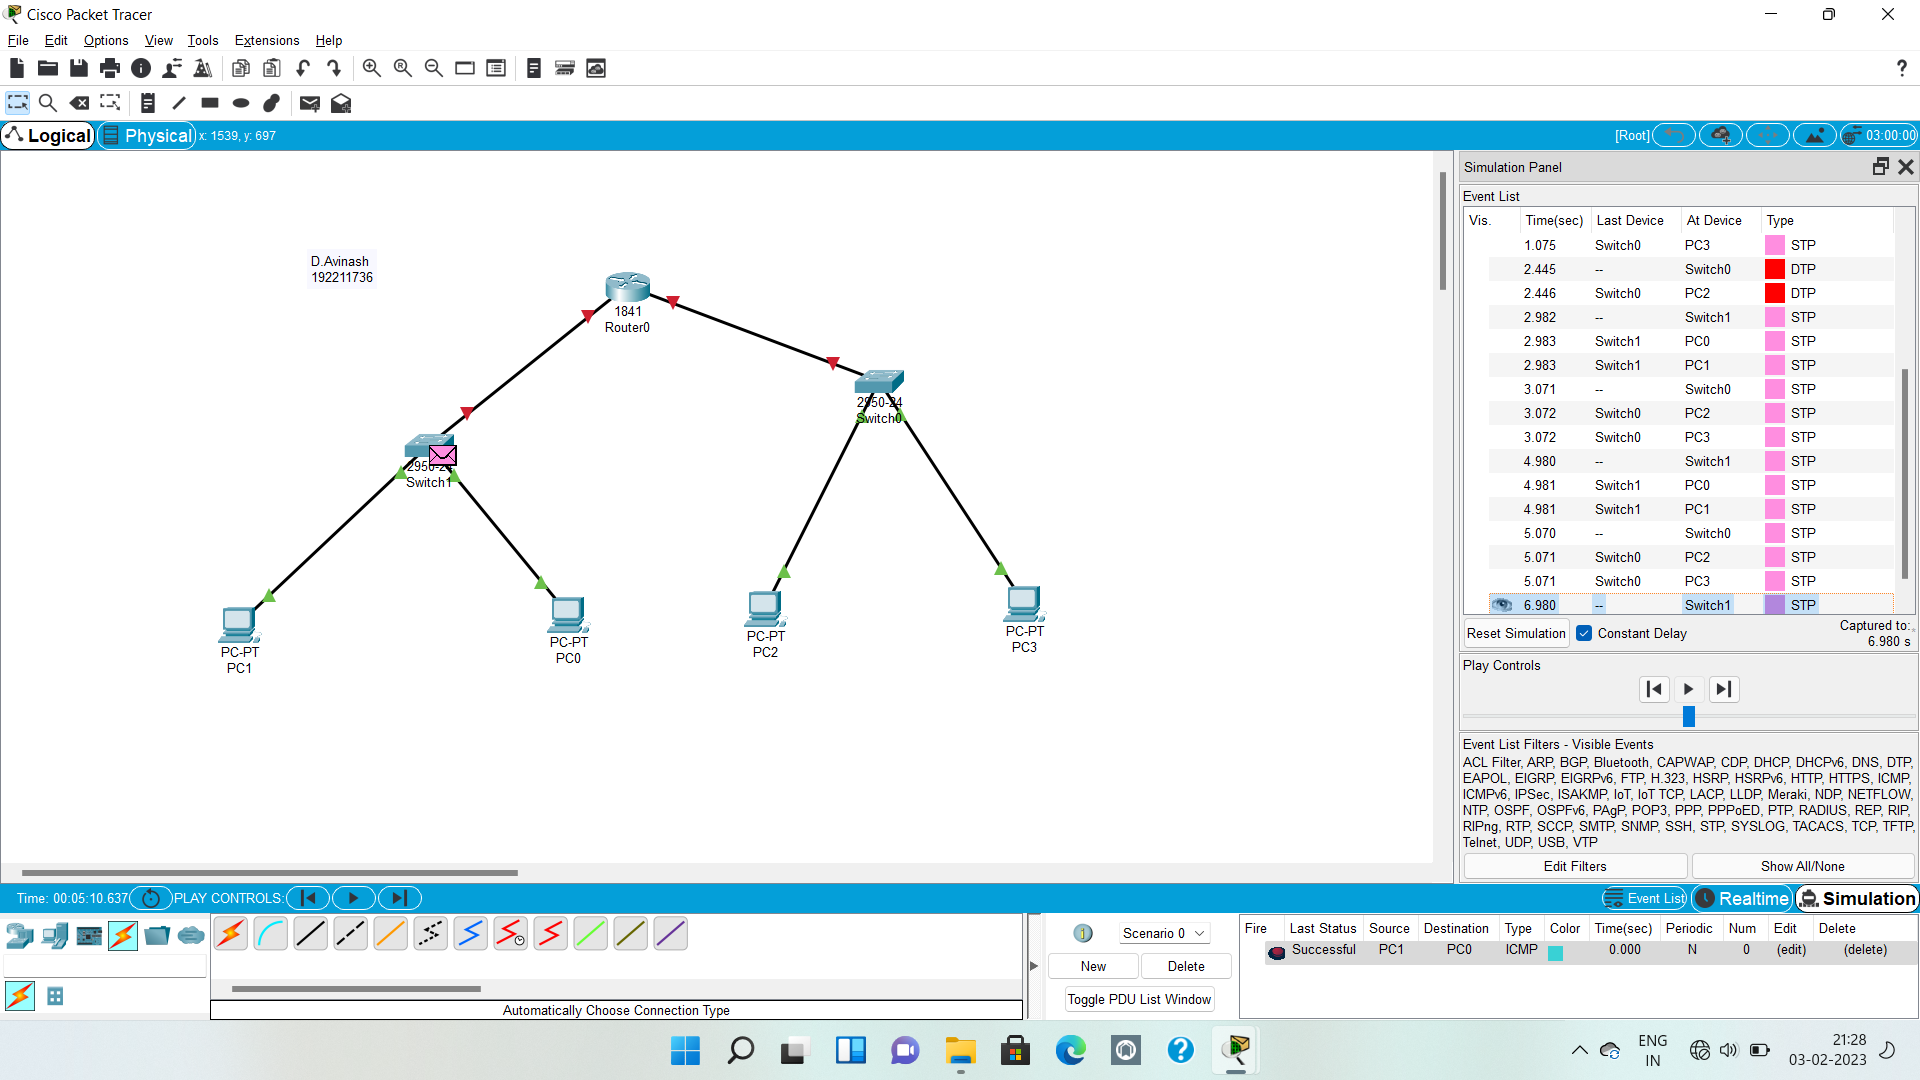 Cisco Packet Tracer
File Edit Options View Tools Extensions Help
?
Logical Physical x: 1539, y: 697 [Root] 03:00:00
D.Avinash
192211736
1841
Router0
2950-24
Switch0
2950-24
Switch1
PC-PT
PC1
PC-PT
PC0
PC-PT
PC2
PC-PT
PC3
Simulation Panel
Event List
Vis. Time(sec) Last Device At Device Type
1.075 Switch0 PC3 STP
2.445 -- Switch0 DTP
2.446 Switch0 PC2 DTP
2.982 -- Switch1 STP
2.983 Switch1 PC0 STP
2.983 Switch1 PC1 STP
3.071 -- Switch0 STP
3.072 Switch0 PC2 STP
3.072 Switch0 PC3 STP
4.980 -- Switch1 STP
4.981 Switch1 PC0 STP
4.981 Switch1 PC1 STP
5.070 -- Switch0 STP
5.071 Switch0 PC2 STP
5.071 Switch0 PC3 STP
6.980 -- Switch1 STP
Reset Simulation Constant Delay Captured to:
6.980 s
Play Controls
Event List Filters - Visible Events
ACL Filter, ARP, BGP, Bluetooth, CAPWAP, CDP, DHCP, DHCPv6, DNS, DTP,
EAPOL, EIGRP, EIGRPv6, FTP, H.323, HSRP, HSRPv6, HTTP, HTTPS, ICMP,
ICMPv6, IPSec, ISAKMP, IoT, IoT TCP, LACP, LLDP, Meraki, NDP, NETFLOW,
NTP, OSPF, OSPFv6, PAgP, POP3, PPP, PPPoED, PTP, RADIUS, REP, RIP,
RIPng, RTP, SCCP, SMTP, SNMP, SSH, STP, SYSLOG, TACACS, TCP, TFTP,
Telnet, UDP, USB, VTP
Edit Filters Show All/None
Time: 00:05:10.637 PLAY CONTROLS: Event List Realtime Simulation
Automatically Choose Connection Type
Scenario 0
New Delete
Toggle PDU List Window
Fire Last Status Source Destination Type Color Time(sec) Periodic Num Edit Delete
Successful PC1 PC0 ICMP 0.000 N 0 (edit) (delete)
ENG
IN
21:28
03-02-2023